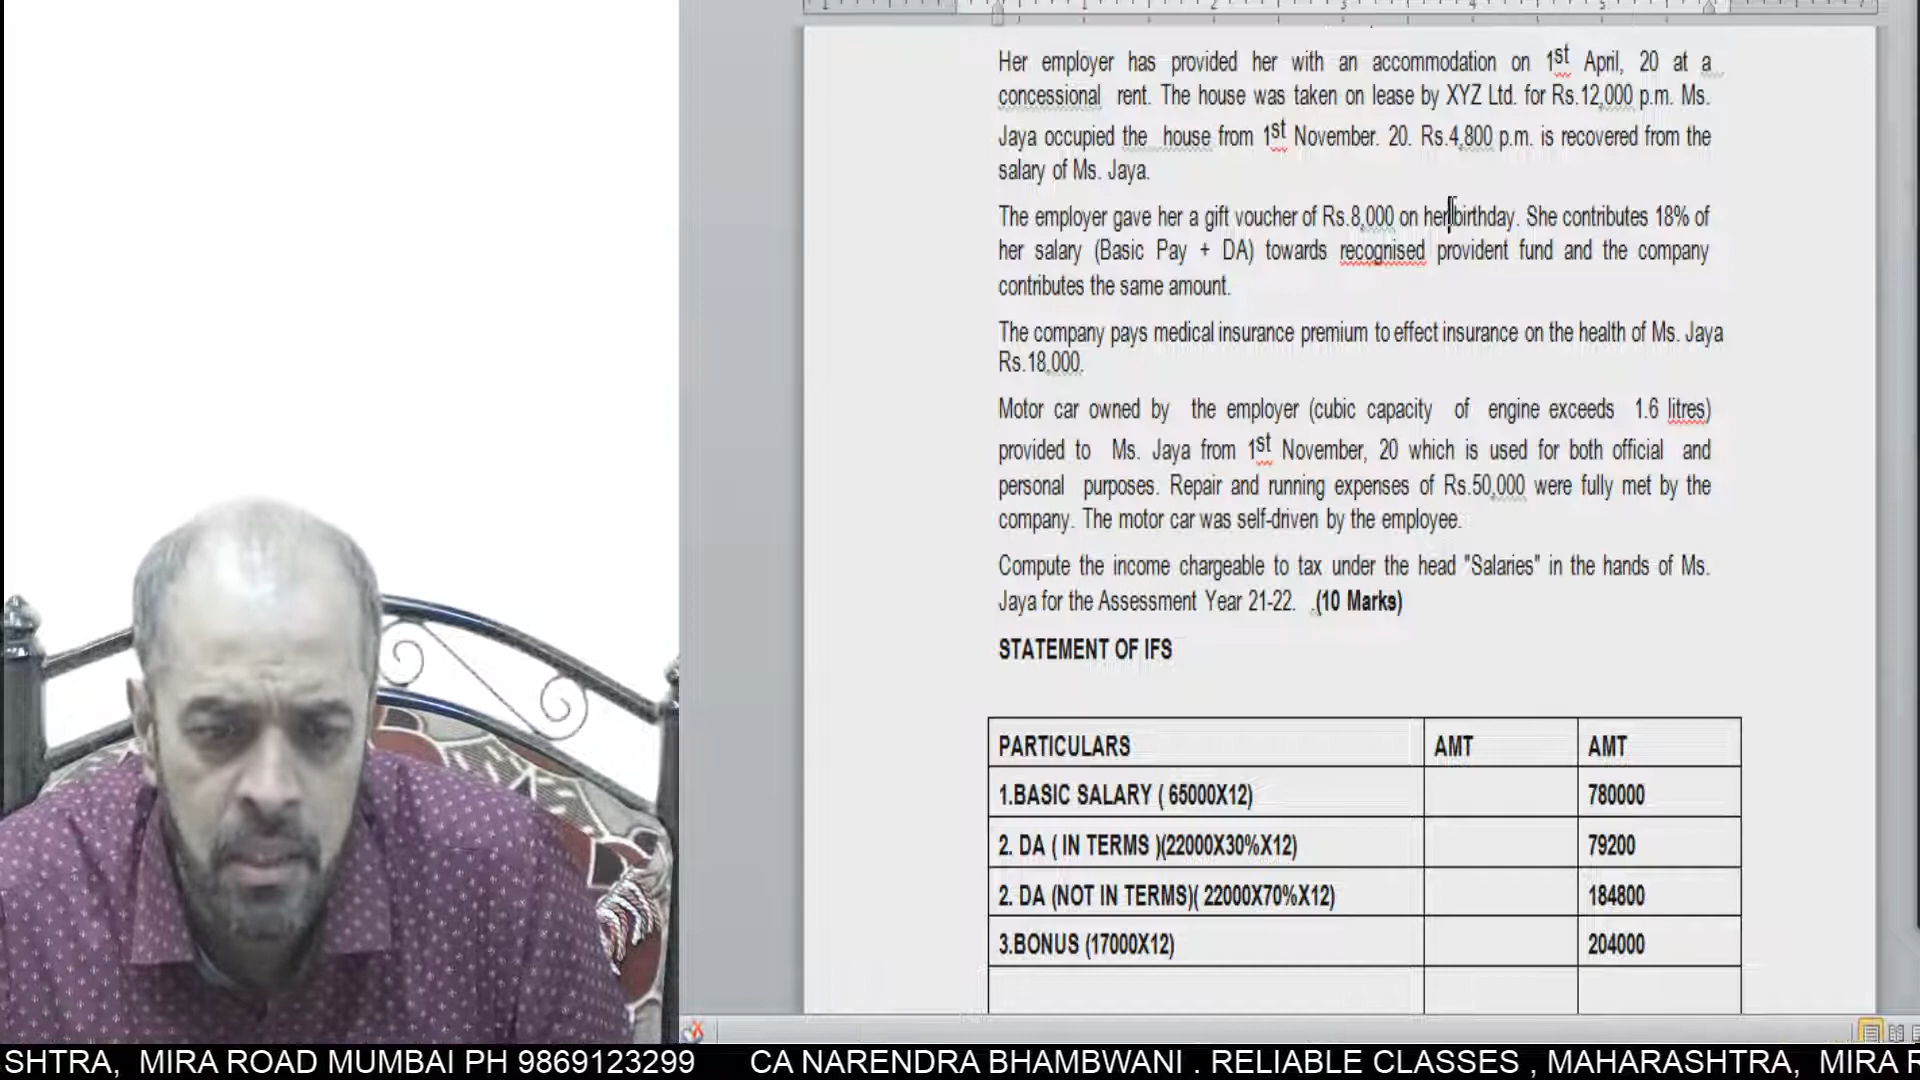 Her employer has provided her with an accommodation on 1st April, 20 at a
concessional rent. The house was taken on lease by XYZ Ltd. for Rs.12,000 p.m. Ms.
Jaya occupied the house from 1st November. 20. Rs.4,800 p.m. is recovered from the
salary of Ms. Jaya.
The employer gave her a gift voucher of Rs.8,000 on her birthday. She contributes 18% of
her salary (Basic Pay + DA) towards recognised provident fund and the company
contributes the same amount.
The company pays medical insurance premium to effect insurance on the health of Ms. Jaya
Rs.18,000.
Motor car owned by the employer (cubic capacity of engine exceeds 1.6 litres)
provided to Ms. Jaya from 1st November, 20 which is used for both official and
personal purposes. Repair and running expenses of Rs.50,000 were fully met by the
company. The motor car was self-driven by the employee.
Compute the income chargeable to tax under the head "Salaries" in the hands of Ms.
Jaya for the Assessment Year 21-22. .(10 Marks)
STATEMENT OF IFS
PARTICULARS AMT AMT
1.BASIC SALARY ( 65000X12) 780000
2. DA ( IN TERMS )(22000X30%X12) 79200
2. DA (NOT IN TERMS)( 22000X70%X12) 184800
3.BONUS (17000X12) 204000
SHTRA, MIRA ROAD MUMBAI PH 9869123299 CA NARENDRA BHAMBWANI . RELIABLE CLASSES , MAHARASHTRA, MIRA R